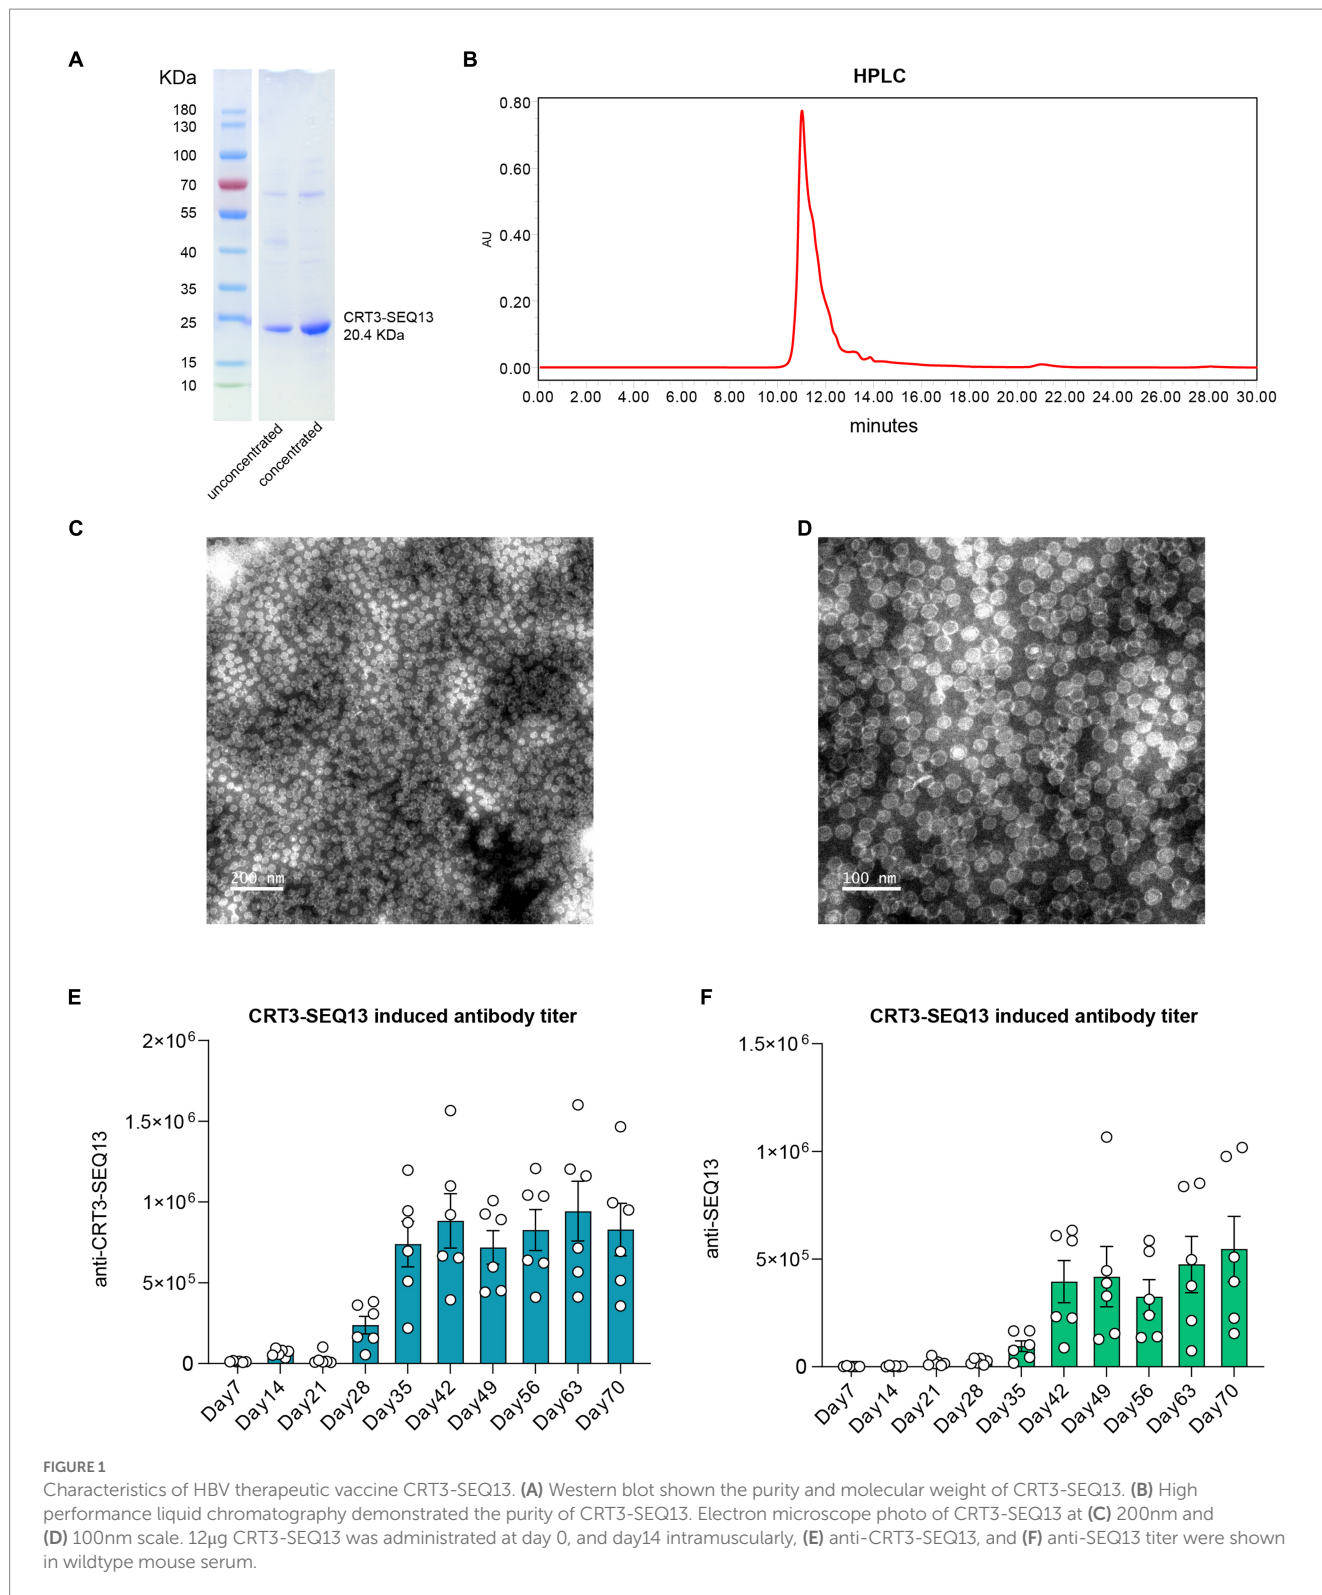 A
KDa
180
130
100
70
55
40
35
25
15
10
CRT3-SEQ13
20.4 KDa
unconcentrated
concentrated
B
HPLC
AU
0.80
0.60
0.40
0.20
0.00
0.00 2.00 4.00 6.00 8.00 10.00 12.00 14.00 16.00 18.00 20.00 22.00 24.00 26.00 28.00 30.00
minutes
C
200 nm
D
100 nm
E
CRT3-SEQ13 induced antibody titer
anti-CRT3-SEQ13
2×10⁶
1.5×10⁶
1×10⁶
5×10⁵
0
Day7 Day14 Day21 Day28 Day35 Day42 Day49 Day56 Day63 Day70
F
CRT3-SEQ13 induced antibody titer
anti-SEQ13
1.5×10⁶
1×10⁶
5×10⁵
0
Day7 Day14 Day21 Day28 Day35 Day42 Day49 Day56 Day63 Day70
FIGURE 1
Characteristics of HBV therapeutic vaccine CRT3-SEQ13. (A) Western blot shown the purity and molecular weight of CRT3-SEQ13. (B) High
performance liquid chromatography demonstrated the purity of CRT3-SEQ13. Electron microscope photo of CRT3-SEQ13 at (C) 200nm and
(D) 100nm scale. 12μg CRT3-SEQ13 was administrated at day 0, and day14 intramuscularly, (E) anti-CRT3-SEQ13, and (F) anti-SEQ13 titer were shown
in wildtype mouse serum.